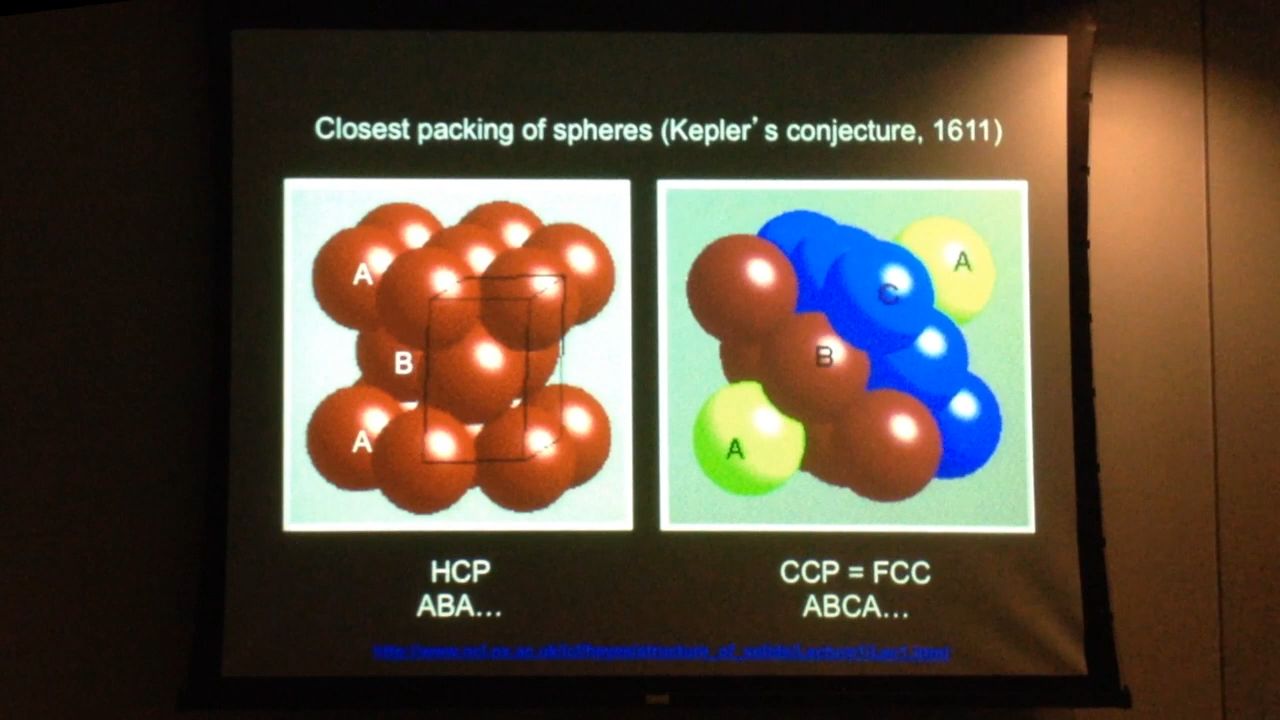 Closest packing of spheres (Kepler's conjecture, 1611)
A
B
A
C
A
B
A
HCP
ABA...
CCP = FCC
ABCA...